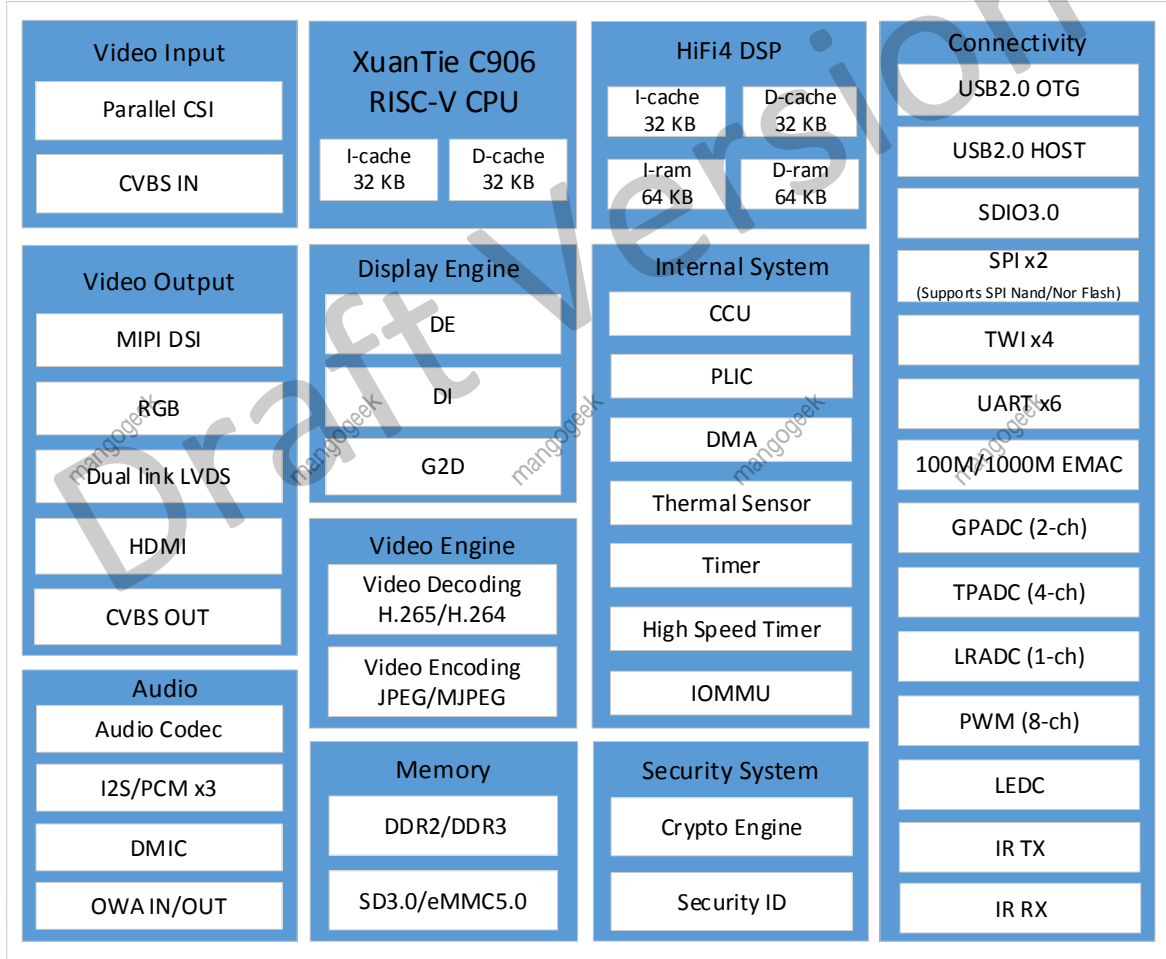 Video Input
Parallel CSI
CVBS IN
XuanTie C906
RISC-V CPU
I-cache
32 KB
D-cache
32 KB
HiFi4 DSP
I-cache
32 KB
D-cache
32 KB
I-ram
64 KB
D-ram
64 KB
Connectivity
USB2.0 OTG
USB2.0 HOST
SDIO3.0
SPI x2
(Supports SPI Nand/Nor Flash)
TWI x4
UART x6
100M/1000M EMAC
GPADC (2-ch)
TPADC (4-ch)
LRADC (1-ch)
PWM (8-ch)
LEDC
IR TX
IR RX
Video Output
MIPI DSI
RGB
Dual link LVDS
HDMI
CVBS OUT
Display Engine
DE
DI
G2D
Internal System
CCU
PLIC
DMA
Thermal Sensor
Timer
High Speed Timer
IOMMU
Video Engine
Video Decoding
H.265/H.264
Video Encoding
JPEG/MJPEG
Audio
Audio Codec
I2S/PCM x3
DMIC
OWA IN/OUT
Memory
DDR2/DDR3
SD3.0/eMMC5.0
Security System
Crypto Engine
Security ID
Draft Version
mangogeek
mangogeek
mangogeek
mangogeek
mangogeek